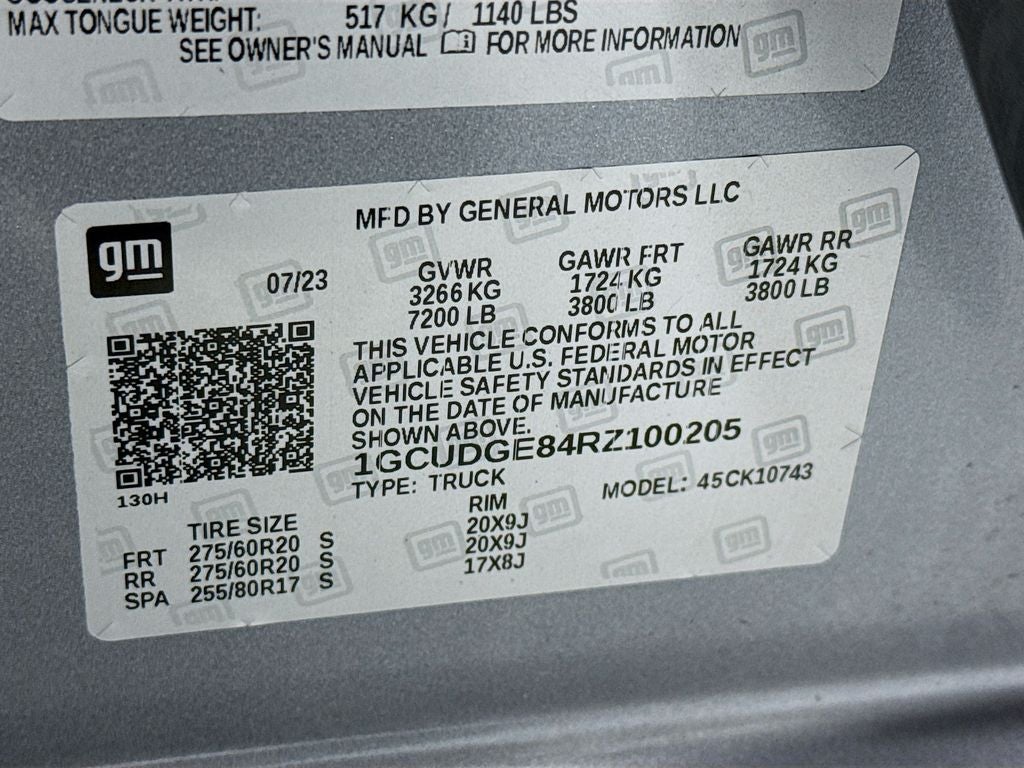 MAX TONGUE WEIGHT: 517 KG/ 1140 LBS
SEE OWNER'S MANUAL FOR MORE INFORMATION
MFD BY GENERAL MOTORS LLC
gm
07/23
GVWR GAWR FRT GAWR RR
3266 KG 1724 KG 1724 KG
7200 LB 3800 LB 3800 LB
THIS VEHICLE CONFORMS TO ALL
APPLICABLE U.S. FEDERAL MOTOR
VEHICLE SAFETY STANDARDS IN EFFECT
ON THE DATE OF MANUFACTURE
SHOWN ABOVE.
1GCUDGE84RZ100205
TYPE: TRUCK MODEL: 45CK10743
130H
TIRE SIZE RIM
FRT 275/60R20 S 20X9J
RR 275/60R20 S 20X9J
SPA 255/80R17 S 17X8J